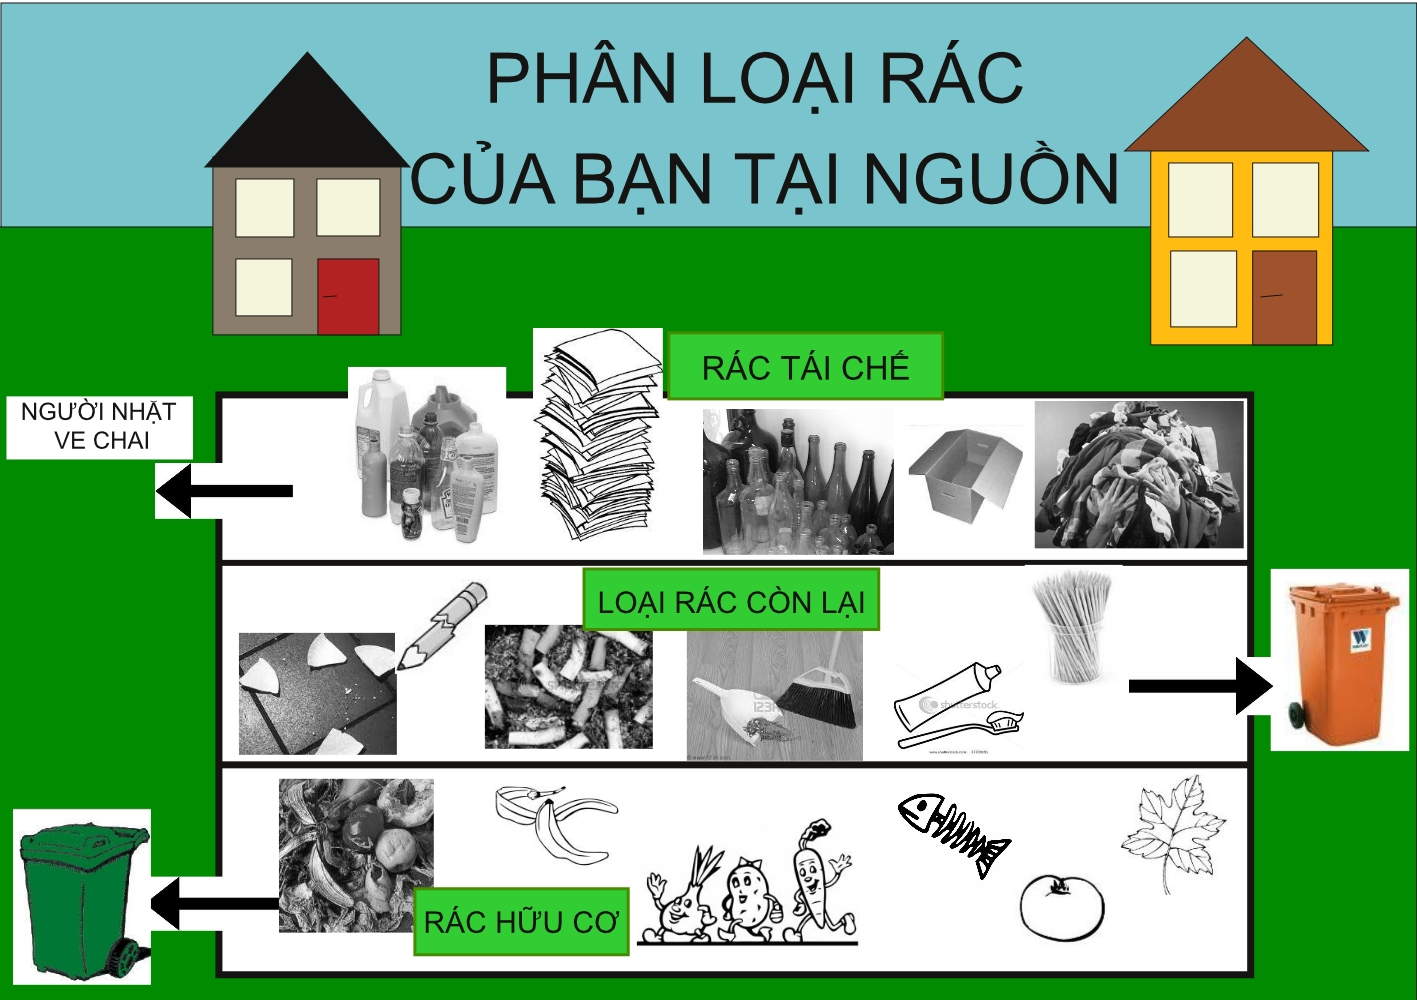 PHÂN LOẠI RÁC
CỦA BẠN TẠI NGUỒN
RÁC TÁI CHẾ
NGƯỜI NHẶT
VE CHAI
LOẠI RÁC CÒN LẠI
shutterstock
RÁC HỮU CƠ